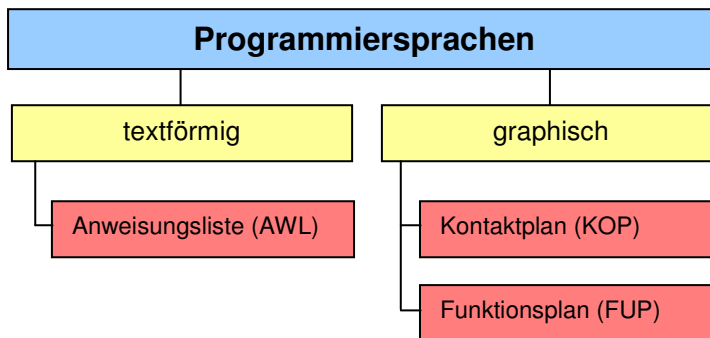 Programmiersprachen
textförmig
graphisch
Anweisungsliste (AWL)
Kontaktplan (KOP)
Funktionsplan (FUP)